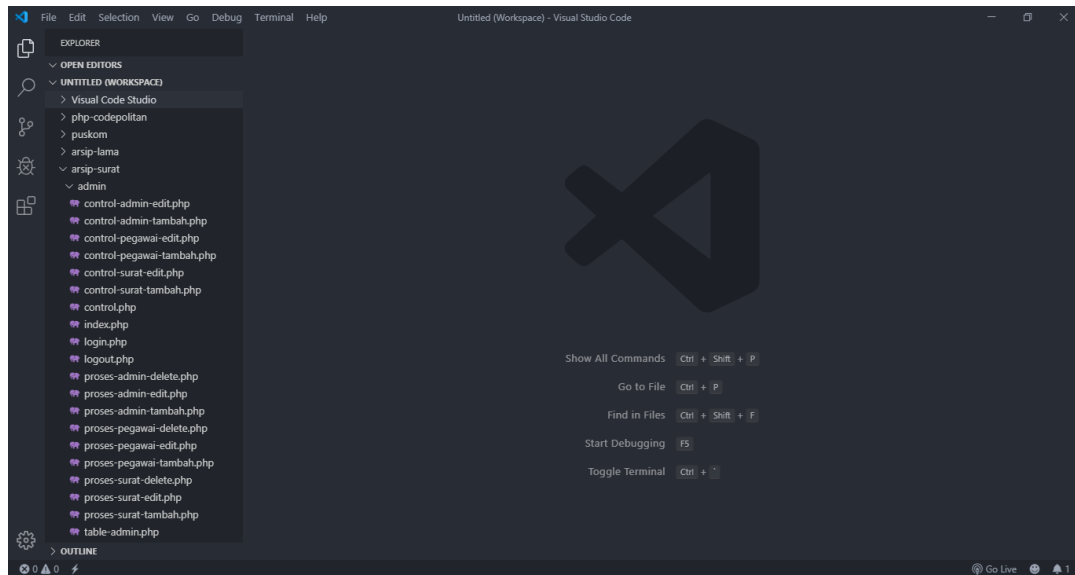 File Edit Selection View Go Debug Terminal Help Untitled (Workspace) - Visual Studio Code
EXPLORER
OPEN EDITORS
UNTITLED (WORKSPACE)
Visual Code Studio
php-codepolitan
puskom
arsip-lama
arsip-surat
admin
control-admin-edit.php
control-admin-tambah.php
control-pegawai-edit.php
control-pegawai-tambah.php
control-surat-edit.php
control-surat-tambah.php
control.php
index.php
login.php
logout.php
proses-admin-delete.php
proses-admin-edit.php
proses-admin-tambah.php
proses-pegawai-delete.php
proses-pegawai-edit.php
proses-pegawai-tambah.php
proses-surat-delete.php
proses-surat-edit.php
proses-surat-tambah.php
table-admin.php
OUTLINE
Show All Commands Ctrl + Shift + P
Go to File Ctrl + P
Find in Files Ctrl + Shift + F
Start Debugging F5
Toggle Terminal Ctrl + `
0 0 Go Live 1